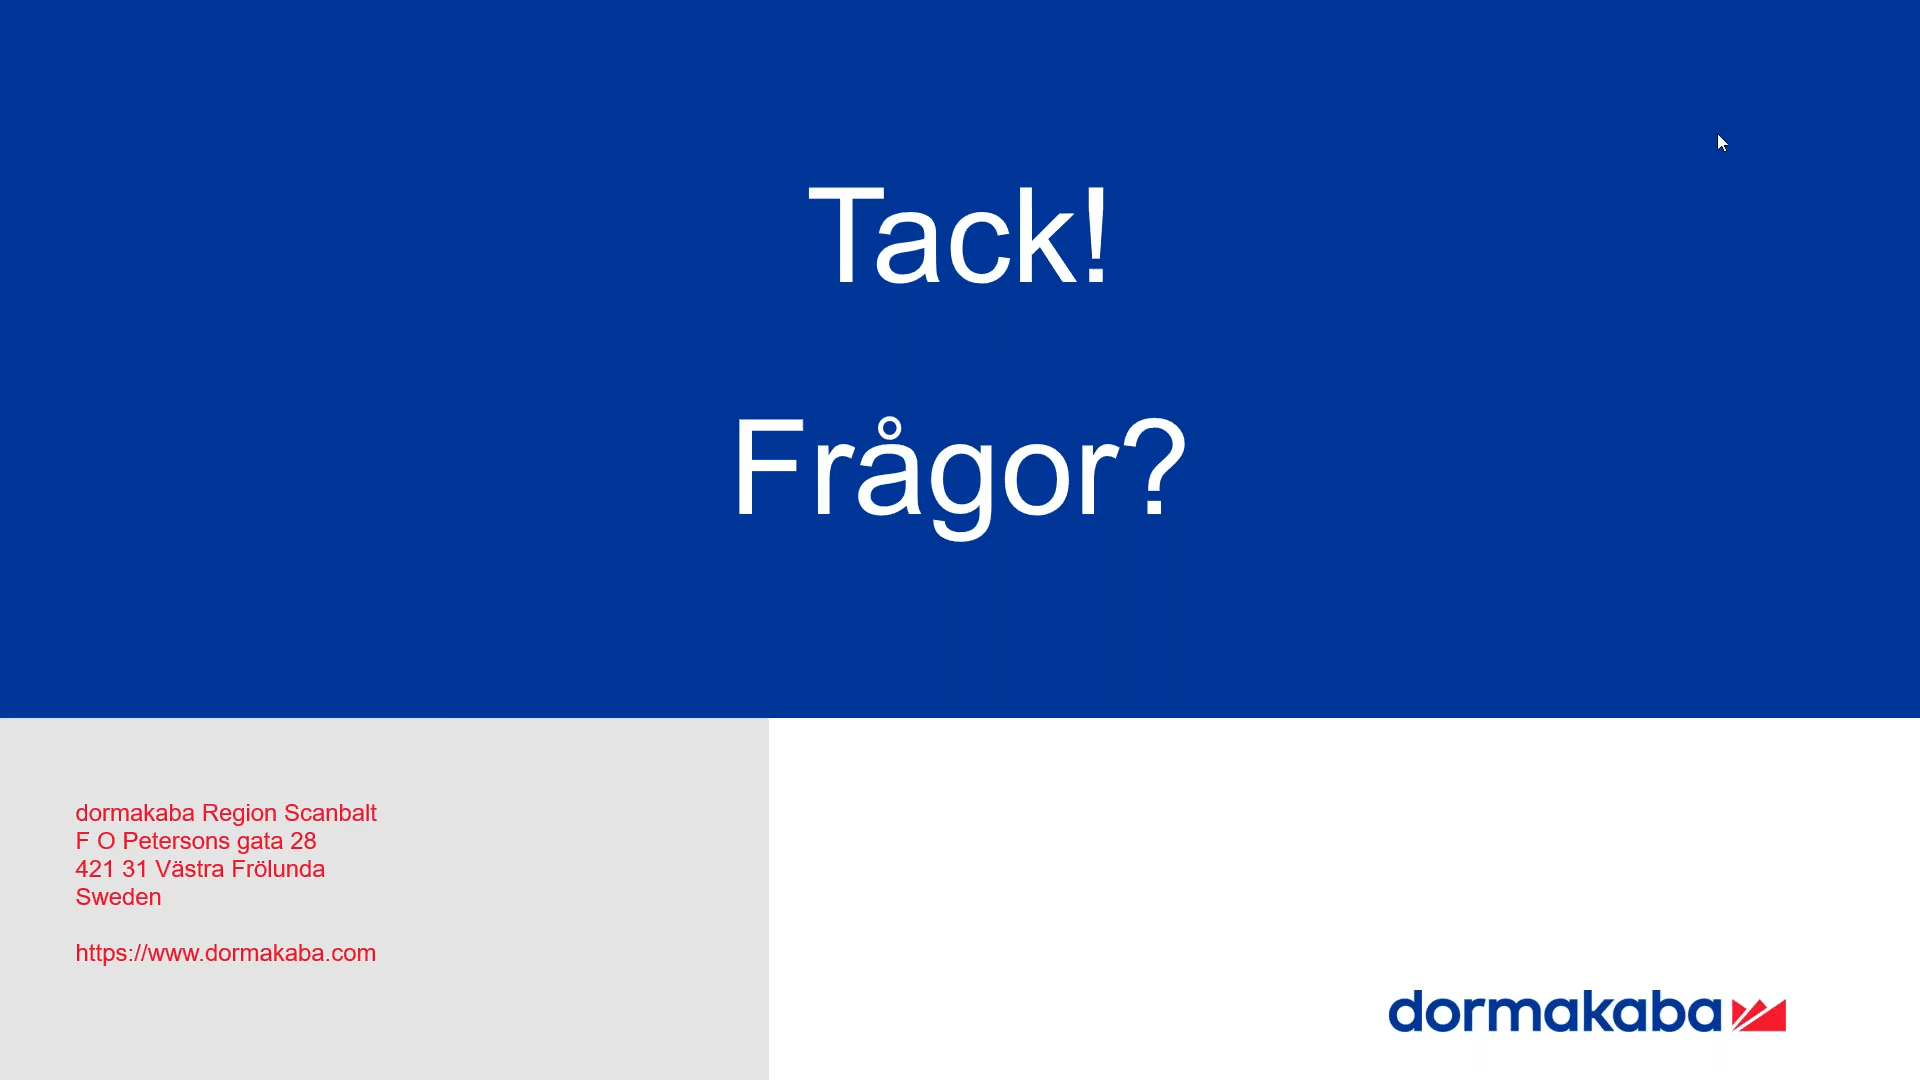 Tack!
Frågor?
dormakaba Region Scanbalt
F O Petersons gata 28
421 31 Västra Frölunda
Sweden
https://www.dormakaba.com
dormakaba